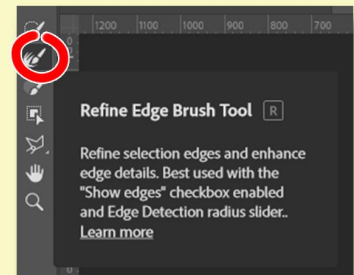 1200 1100 1000 900 800 700
Refine Edge Brush Tool R
Refine selection edges and enhance
edge details. Best used with the
"Show edges" checkbox enabled
and Edge Detection radius slider..
Learn more